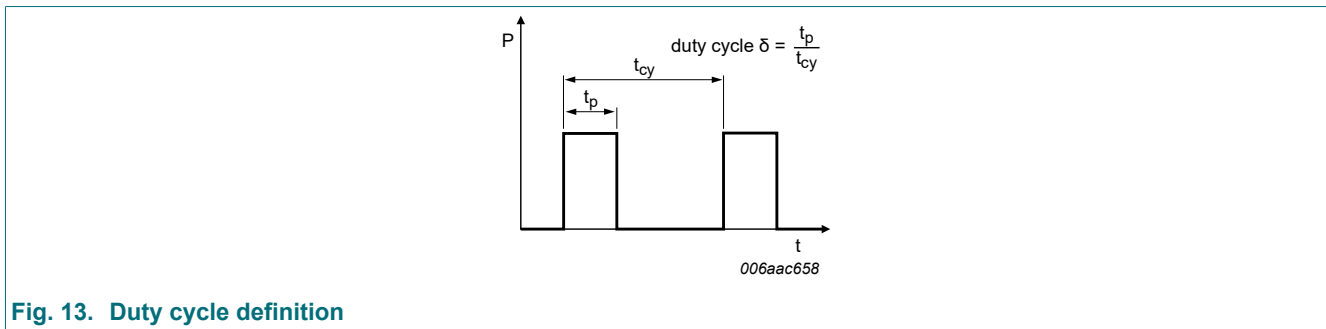 P
duty cycle δ = tp/tcy
tcy
tp
t
006aac658
Fig. 13. Duty cycle definition